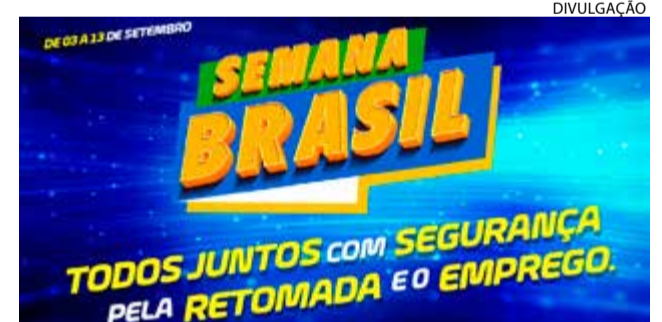 DIVULGAÇÃO
DE 03 A 13 DE SETEMBRO
SEMANA
BRASIL
TODOS JUNTOS COM SEGURANÇA
PELA RETOMADA E O EMPREGO.